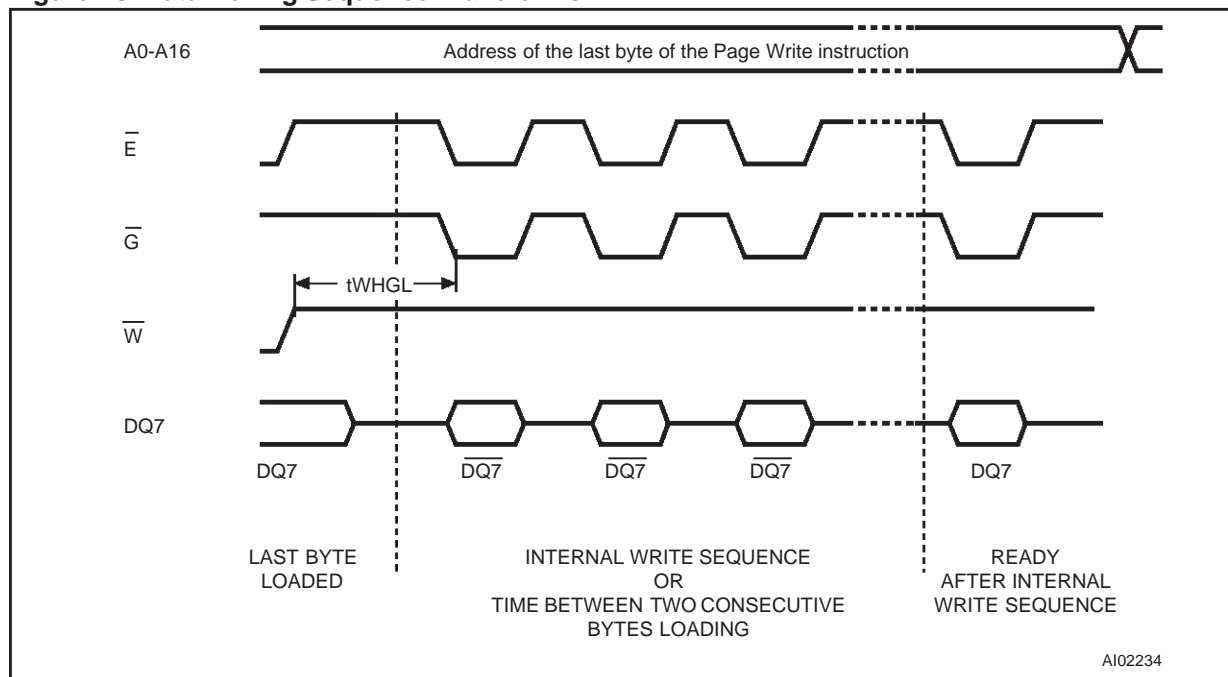 A0-A16
Address of the last byte of the Page Write instruction
E
G
tWHGL
W
DQ7
DQ7 DQ7 DQ7 DQ7 DQ7
LAST BYTE
LOADED
INTERNAL WRITE SEQUENCE
OR
TIME BETWEEN TWO CONSECUTIVE
BYTES LOADING
READY
AFTER INTERNAL
WRITE SEQUENCE
AI02234